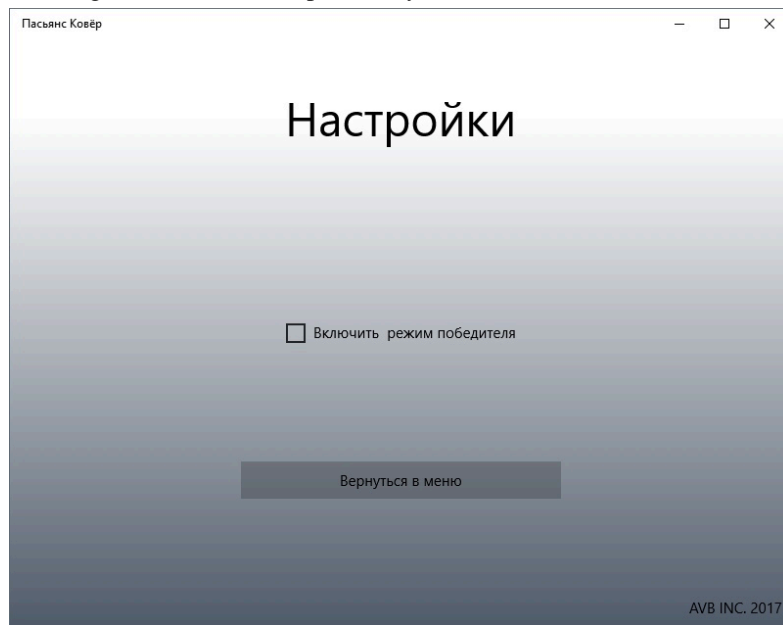 Пасьянс Ковёр
Настройки
Включить режим победителя
Вернуться в меню
AVB INC. 2017